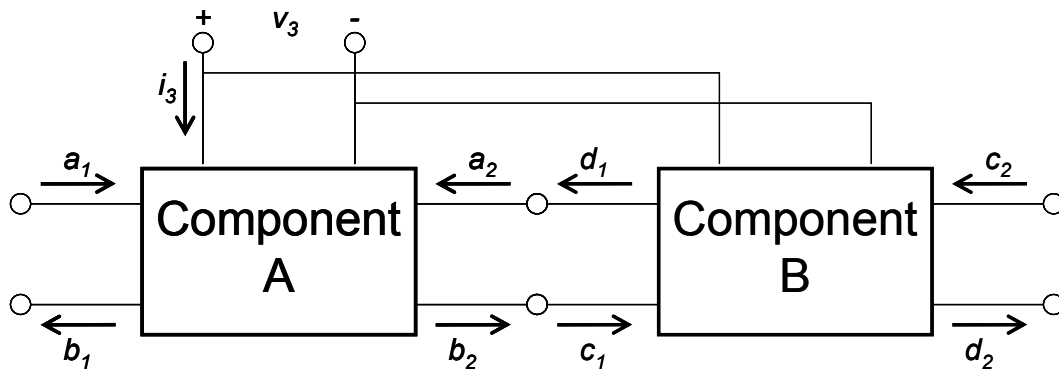 + v3 -
i3
a1 a2 d1 c2
Component A
Component B
b1 b2 c1 d2